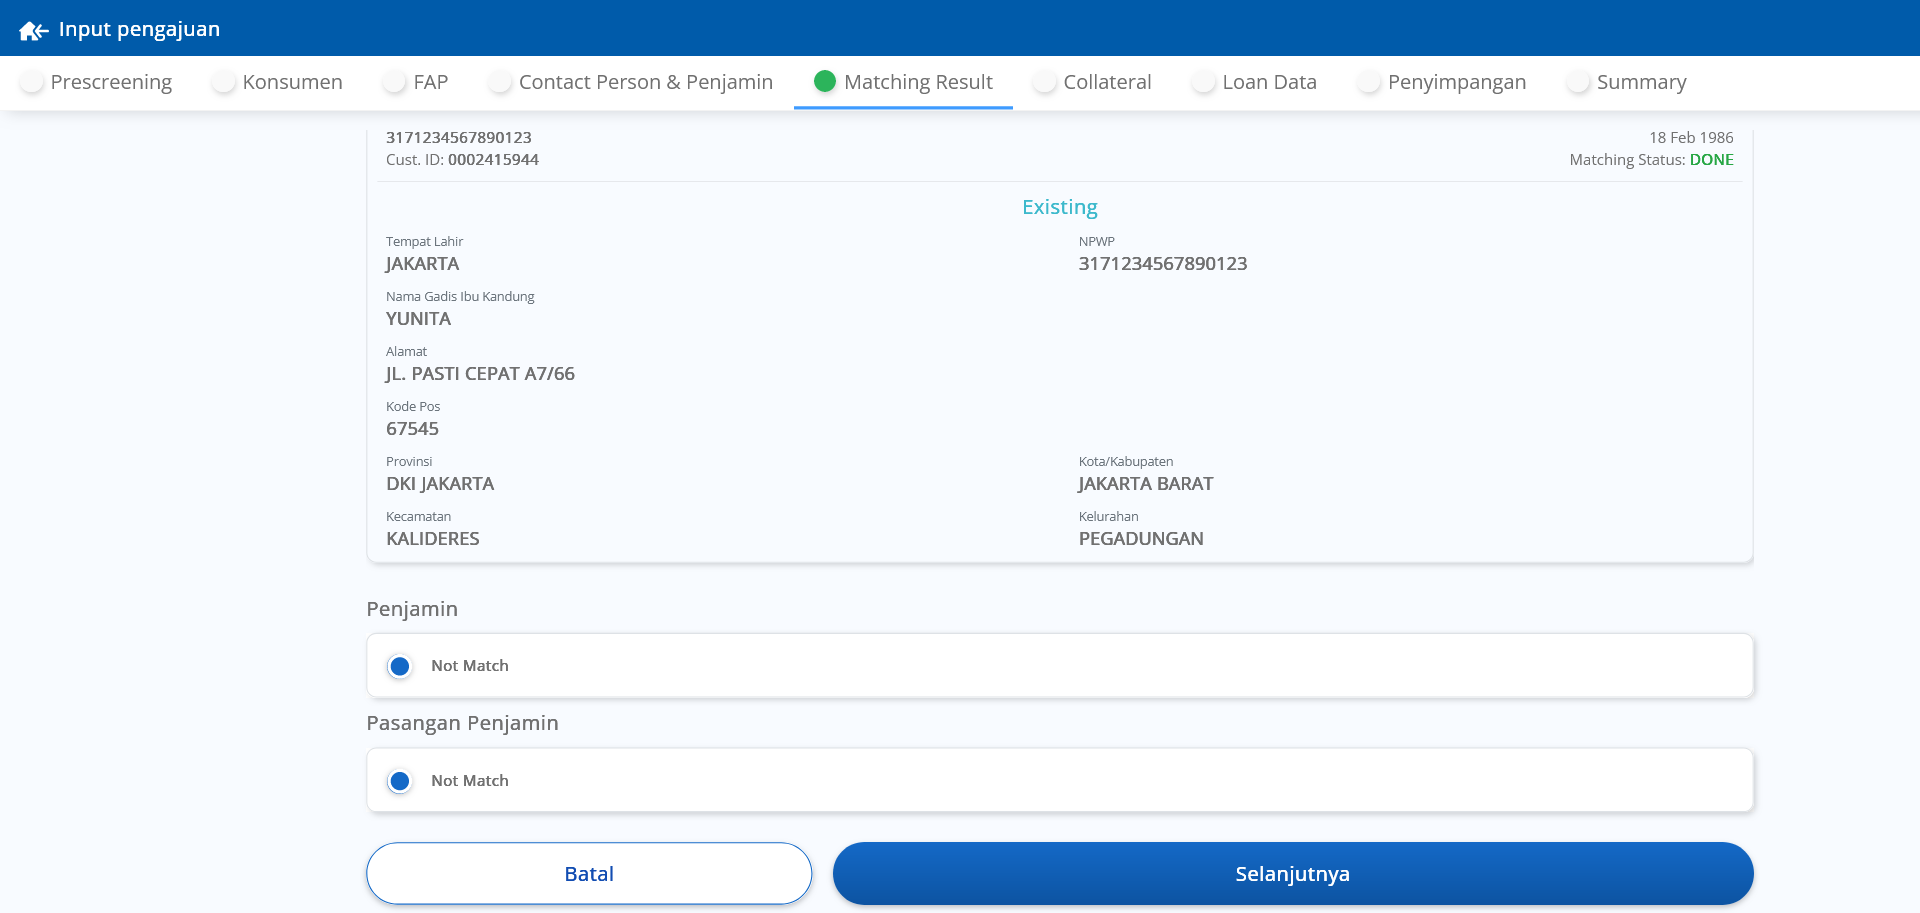 Input pengajuan
Prescreening Konsumen FAP Contact Person & Penjamin Matching Result Collateral Loan Data Penyimpangan Summary
3171234567890123 18 Feb 1986
Cust. ID: 0002415944 Matching Status: DONE
Existing
Tempat Lahir NPWP
JAKARTA 3171234567890123
Nama Gadis Ibu Kandung
YUNITA
Alamat
JL. PASTI CEPAT A7/66
Kode Pos
67545
Provinsi Kota/Kabupaten
DKI JAKARTA JAKARTA BARAT
Kecamatan Kelurahan
KALIDERES PEGADUNGAN
Penjamin
Not Match
Pasangan Penjamin
Not Match
Batal Selanjutnya